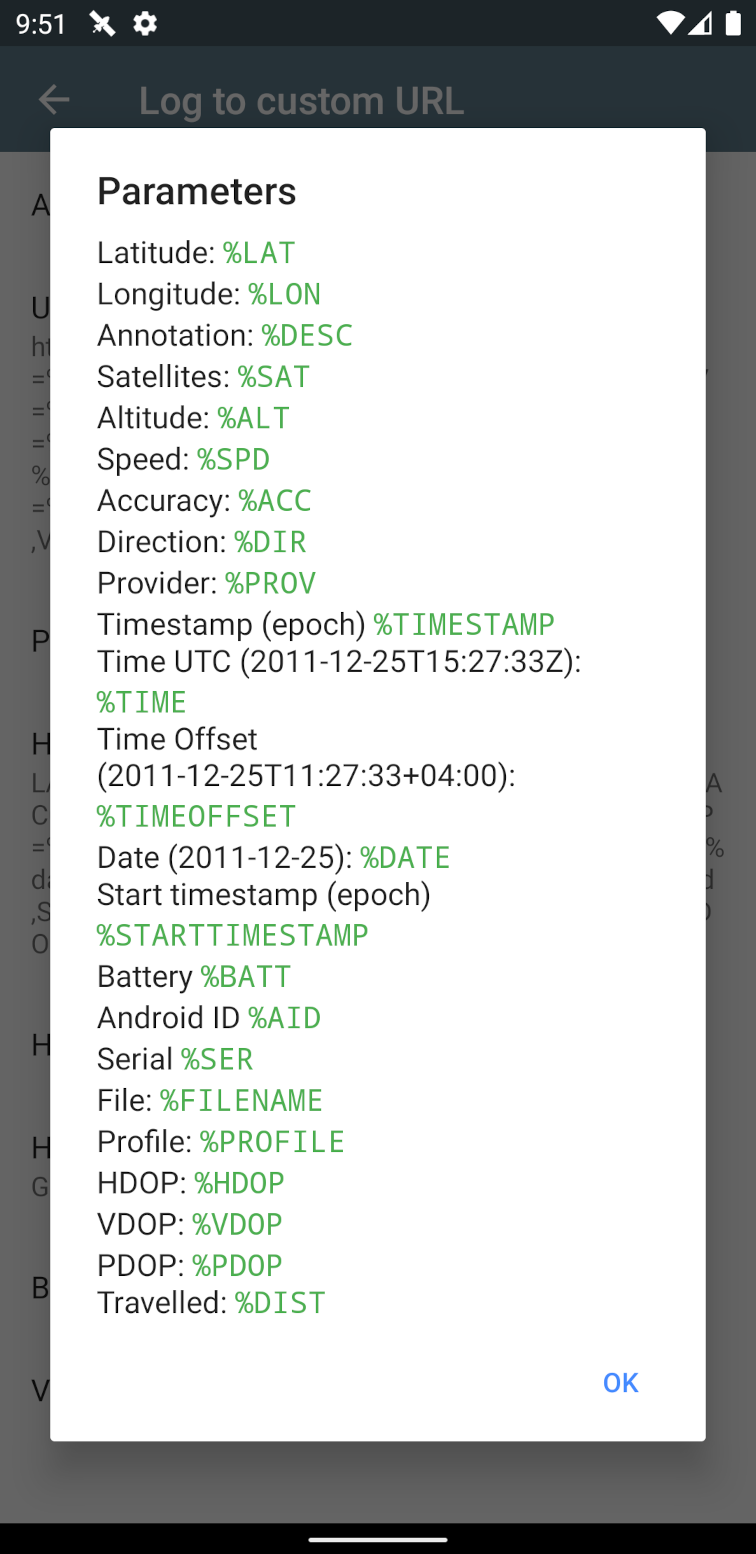 9:51
Log to custom URL
Parameters
Latitude: %LAT
Longitude: %LON
Annotation: %DESC
Satellites: %SAT
Altitude: %ALT
Speed: %SPD
Accuracy: %ACC
Direction: %DIR
Provider: %PROV
Timestamp (epoch) %TIMESTAMP
Time UTC (2011-12-25T15:27:33Z):
%TIME
Time Offset
(2011-12-25T11:27:33+04:00):
%TIMEOFFSET
Date (2011-12-25): %DATE
Start timestamp (epoch)
%STARTTIMESTAMP
Battery %BATT
Android ID %AID
Serial %SER
File: %FILENAME
Profile: %PROFILE
HDOP: %HDOP
VDOP: %VDOP
PDOP: %PDOP
Travelled: %DIST
OK